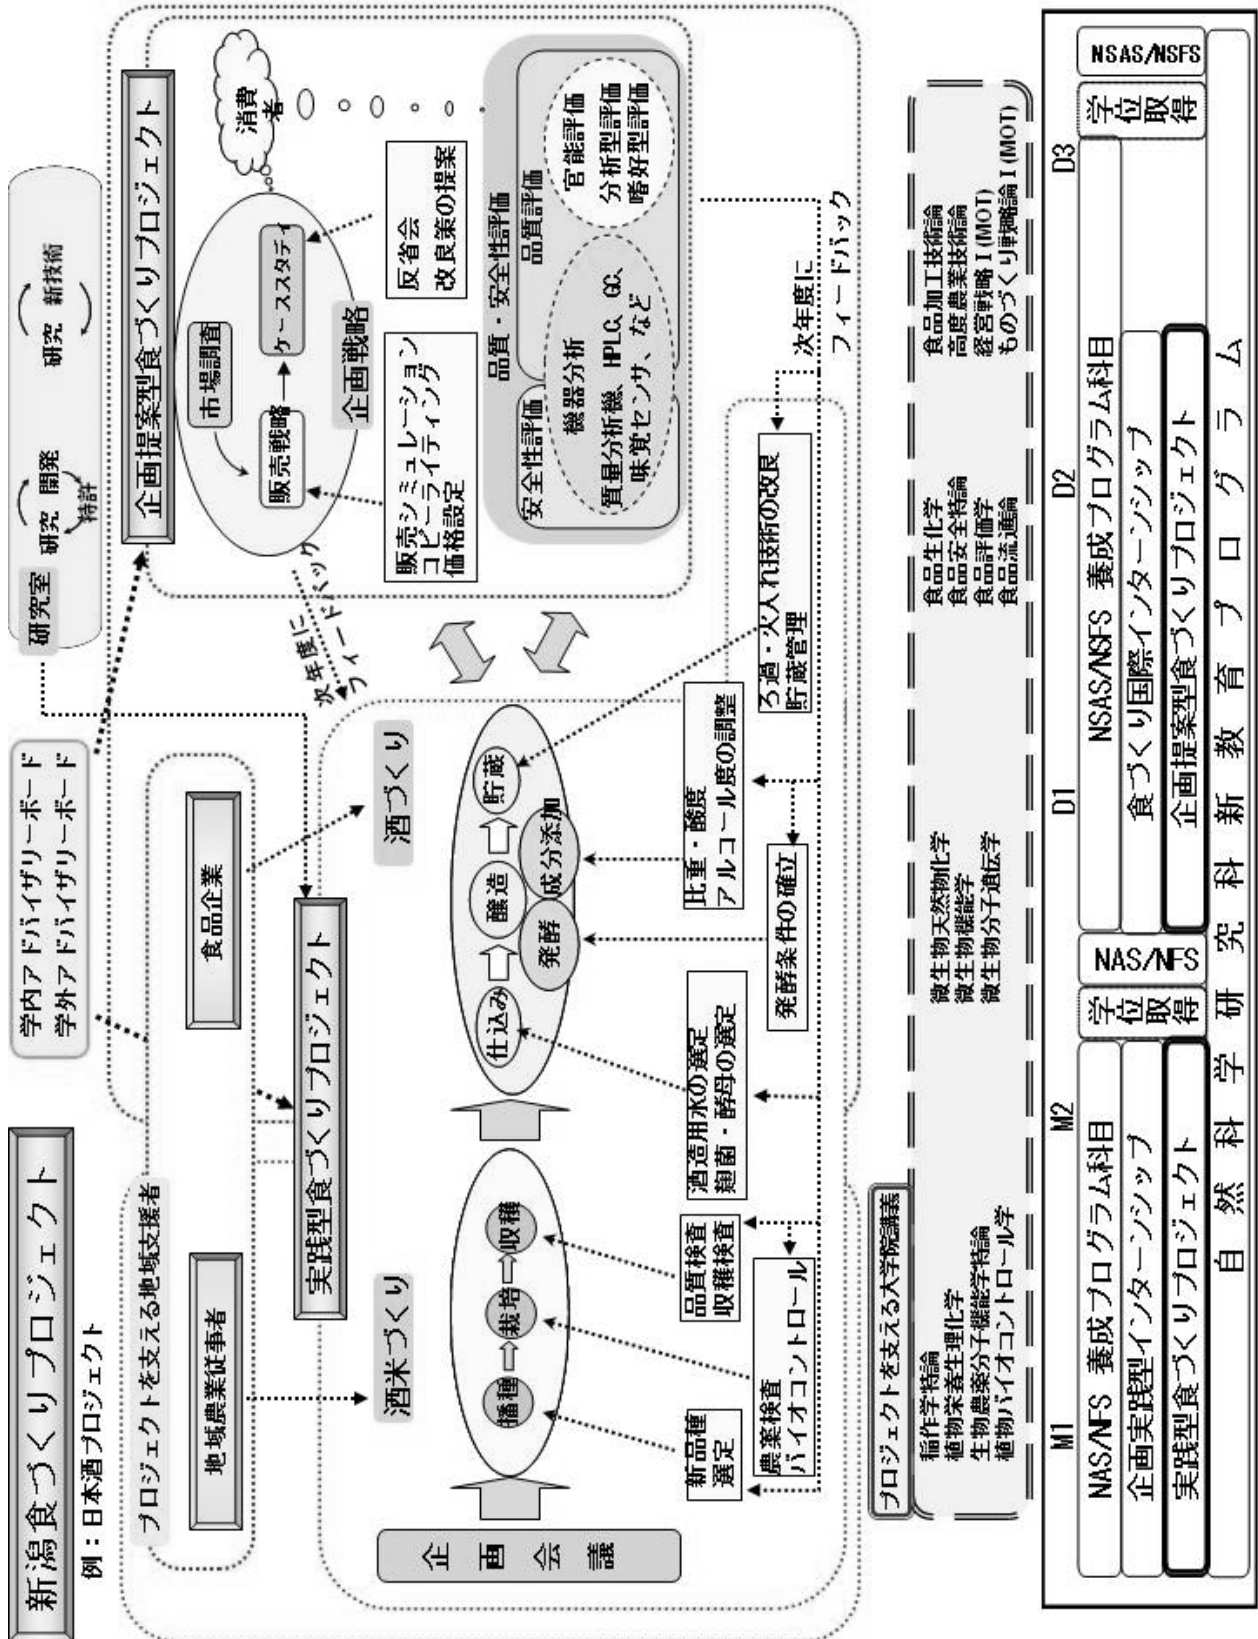 新潟食づくりプロジェクト
例：日本酒プロジェクト
学内アドバイザリーボード
学外アドバイザリーボード
研究室
研究 開発
特許
研究 新技術
プロジェクトを支える地域支援者
地域農業従事者
食品企業
実践型食づくりプロジェクト
企画提案型食づくりプロジェクト
企画会議
酒米づくり
播種
栽培
収穫
酒づくり
仕込み
醸造
貯蔵
発酵
成分添加
新品種
選定
農薬検査
バイオコントロール
品質検査
収穫検査
酒造用水の選定
麹菌・酵母の選定
発酵条件の確立
比重・酸度
アルコール度の調整
ろ過・火入れ技術の改良
貯蔵管理
次年度に
フィードバック
次年度に
フィードバック
市場調査
販売戦略
ケーススタディ
企画戦略
消費者
販売シミュレーション
コピーライティング
価格設定
反省会
改良策の提案
品質・安全性評価
安全性評価
品質評価
機器分析
質量分析機、HPLC、GC、
味覚センサ、など
官能評価
分析型評価
嗜好型評価
プロジェクトを支える大学院講義
稲作学特論
植物栄養生理化学
生物農薬分子機能学特論
植物バイオコントロール学
微生物天然物化学
微生物機能学
微生物分子遺伝学
食品生化学
食品安全特論
食品評価学
食品流通論
食品加工技術論
高度農業技術論
経営戦略Ⅰ(MOT)
ものづくり戦略論Ⅰ(MOT)
M1
M2
D1
D2
D3
NAS/NFS 養成プログラム科目
企画実践型インターンシップ
実践型食づくりプロジェクト
学位取得
NAS/NFS
NSAS/NSFS 養成プログラム科目
食づくり国際インターンシップ
企画提案型食づくりプロジェクト
学位取得
NSAS/NSFS
自然科学研究科新教育プログラム